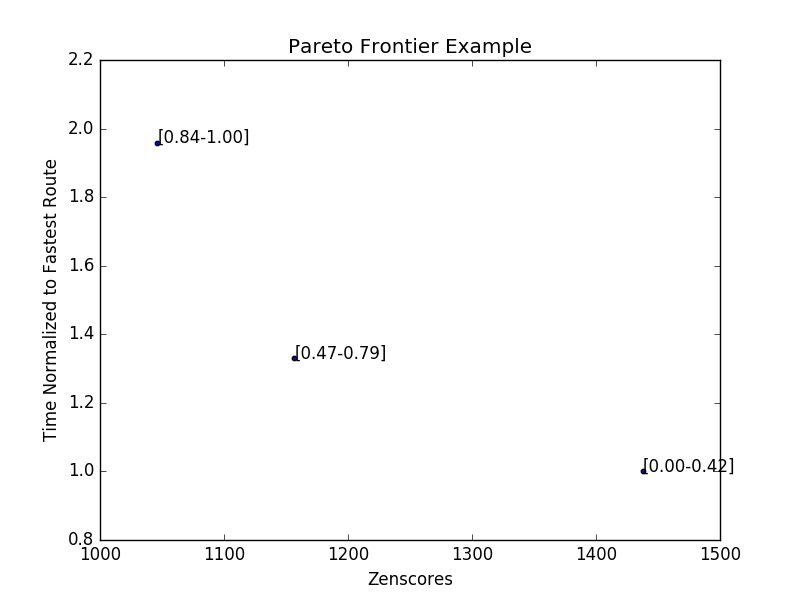 Pareto Frontier Example
2.2
2.0
1.8
1.6
1.4
1.2
1.0
0.8
Time Normalized to Fastest Route
[0.84-1.00]
[0.47-0.79]
[0.00-0.42]
1000 1100 1200 1300 1400 1500
Zenscores